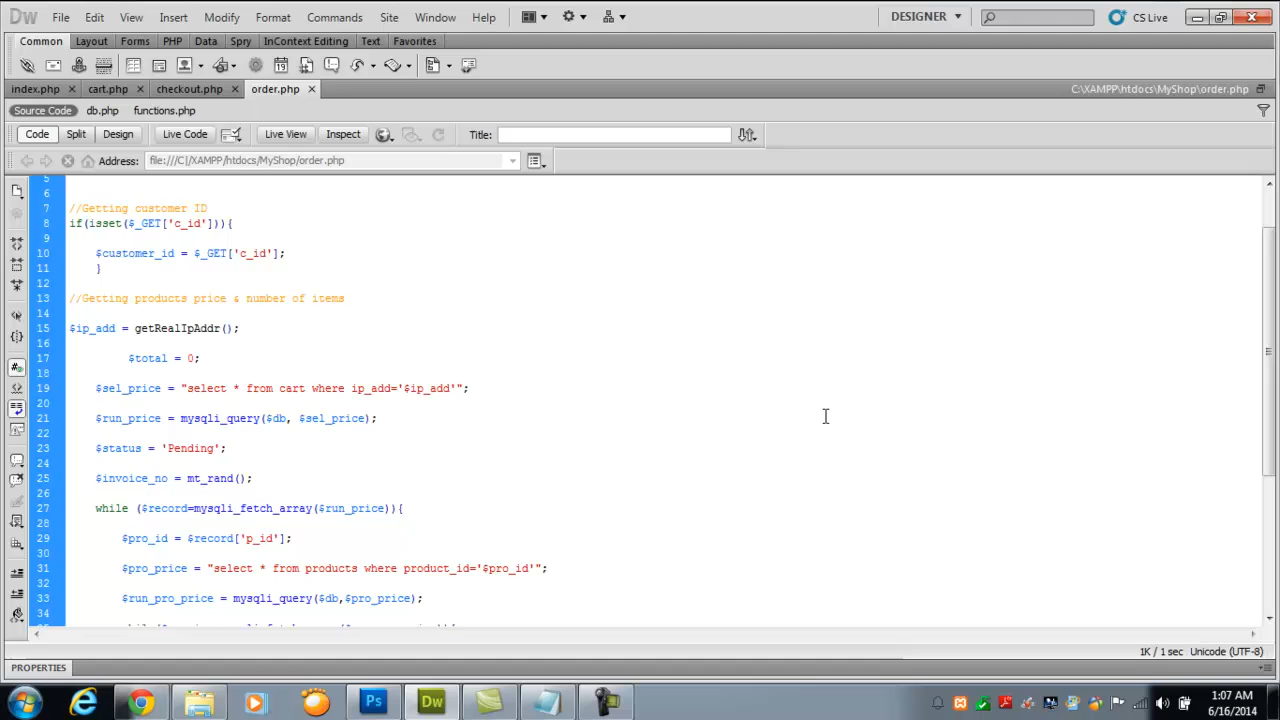 Dw File Edit View Insert Modify Format Commands Site Window Help DESIGNER CS Live
Common Layout Forms PHP Data Spry InContext Editing Text Favorites
index.php cart.php checkout.php order.php C:\XAMPP\htdocs\MyShop\order.php
Source Code db.php functions.php
Code Split Design Live Code Live View Inspect Title:
Address: file:///C|/XAMPP/htdocs/MyShop/order.php
5
6
7 //Getting customer ID
8 if(isset($_GET['c_id'])){
9
10 $customer_id = $_GET['c_id'];
11 }
12
13 //Getting products price & number of items
14
15 $ip_add = getRealIpAddr();
16
17 $total = 0;
18
19 $sel_price = "select * from cart where ip_add='$ip_add'";
20
21 $run_price = mysqli_query($db, $sel_price);
22
23 $status = 'Pending';
24
25 $invoice_no = mt_rand();
26
27 while ($record=mysqli_fetch_array($run_price)){
28
29 $pro_id = $record['p_id'];
30
31 $pro_price = "select * from products where product_id='$pro_id'";
32
33 $run_pro_price = mysqli_query($db,$pro_price);
34
1K / 1 sec Unicode (UTF-8)
PROPERTIES
Ps Dw 1:07 AM
6/16/2014